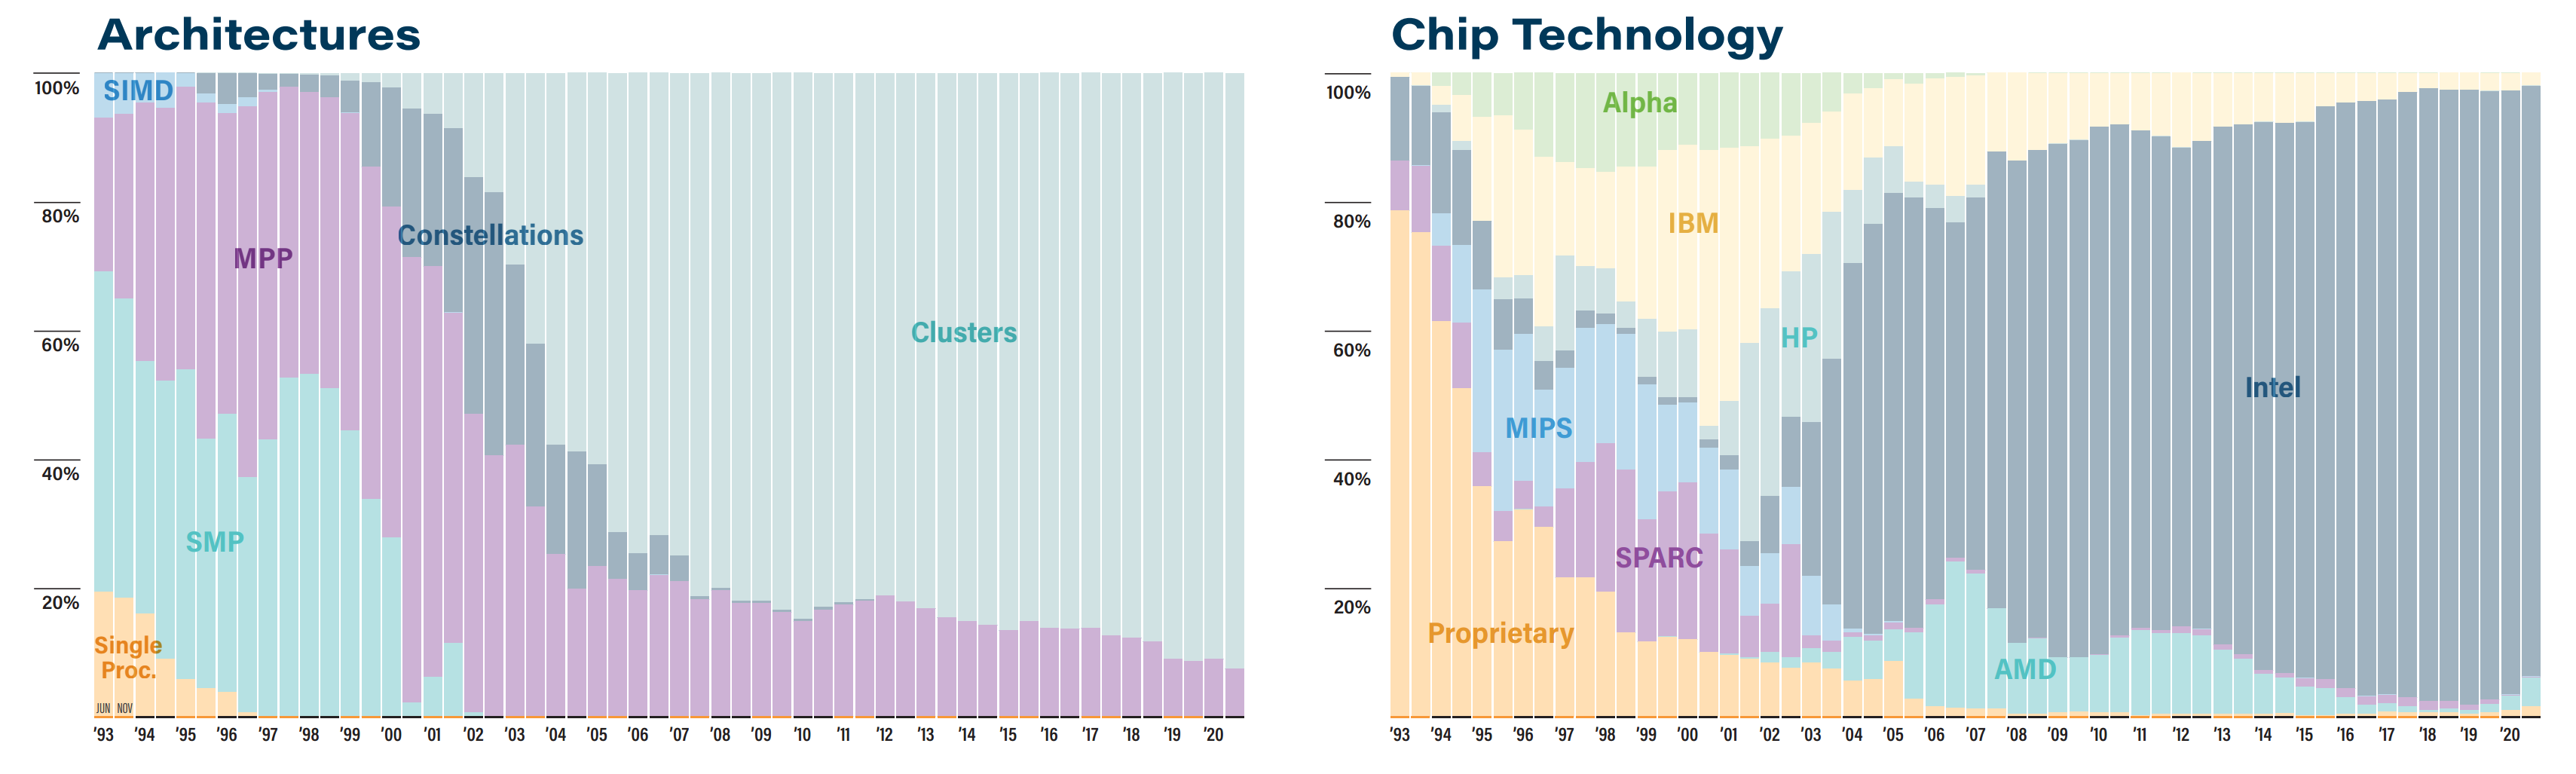 Architectures
100%
80%
60%
40%
20%
SIMD
MPP
Constellations
Clusters
SMP
Single
Proc.
JUN NOV
'93 '94 '95 '96 '97 '98 '99 '00 '01 '02 '03 '04 '05 '06 '07 '08 '09 '10 '11 '12 '13 '14 '15 '16 '17 '18 '19 '20
Chip Technology
100%
80%
60%
40%
20%
Alpha
IBM
HP
Intel
MIPS
SPARC
Proprietary
AMD
'93 '94 '95 '96 '97 '98 '99 '00 '01 '02 '03 '04 '05 '06 '07 '08 '09 '10 '11 '12 '13 '14 '15 '16 '17 '18 '19 '20